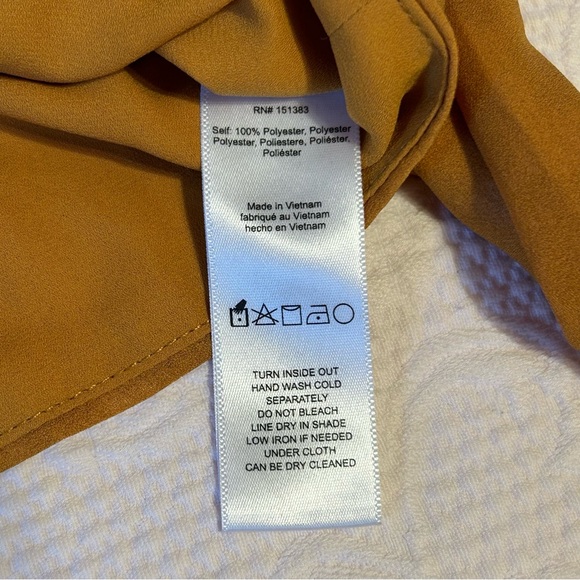 RN# 151383
Self: 100% Polyester, Polyester
Polyester, Poliestere, Poliéster,
Poliéster
Made in Vietnam
fabriqué au Vietnam
hecho en Vietnam
TURN INSIDE OUT
HAND WASH COLD
SEPARATELY
DO NOT BLEACH
LINE DRY IN SHADE
LOW IRON IF NEEDED
UNDER CLOTH
CAN BE DRY CLEANED